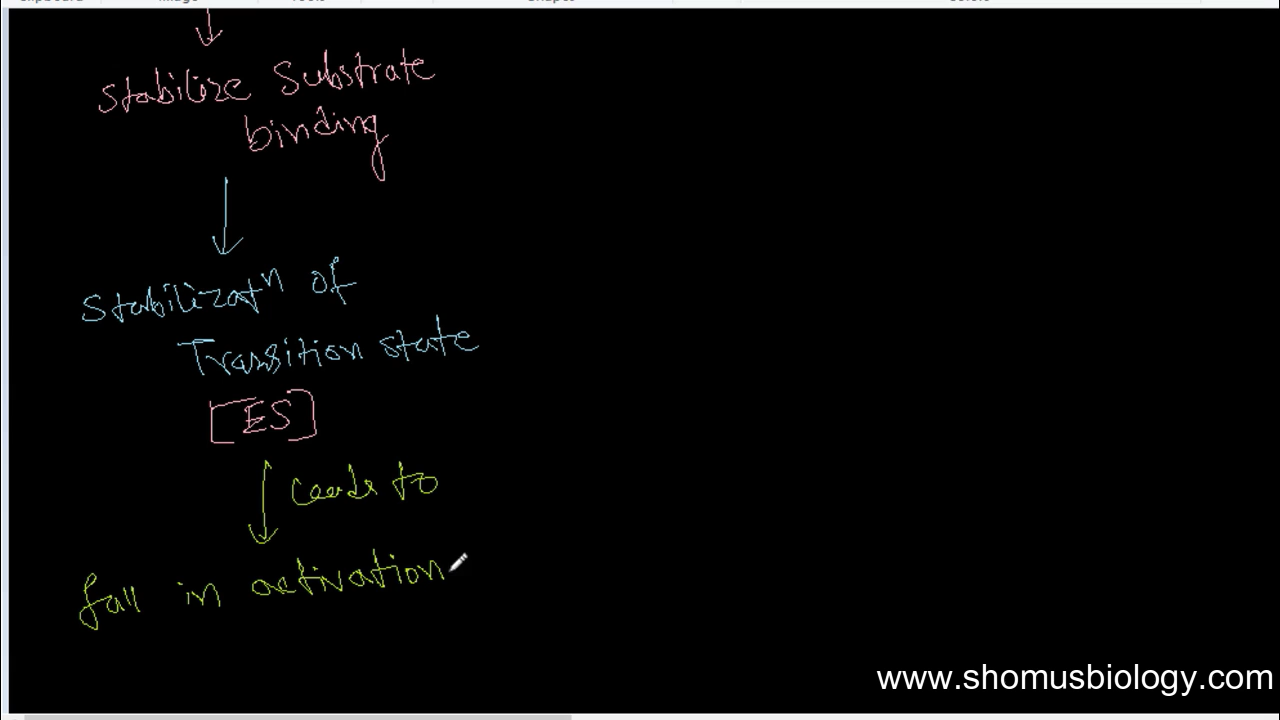 Stabilize Substrate
binding
Stabilizatⁿ of
Transition state
[ES]
Leads to
fall in activation
www.shomusbiology.com